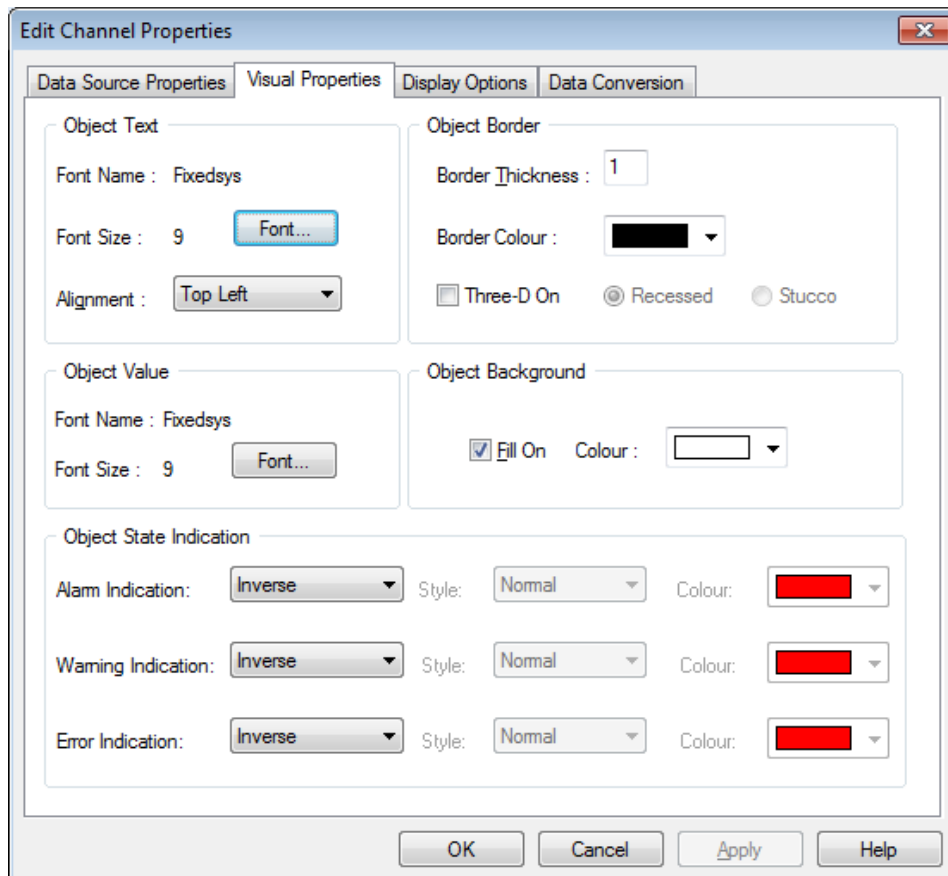 Edit Channel Properties
Data Source Properties Visual Properties Display Options Data Conversion
Object Text
Font Name : Fixedsys
Font Size : 9 Font...
Alignment : Top Left
Object Border
Border Thickness : 1
Border Colour :
Three-D On Recessed Stucco
Object Value
Font Name : Fixedsys
Font Size : 9 Font...
Object Background
Fill On Colour :
Object State Indication
Alarm Indication: Inverse Style: Normal Colour:
Warning Indication: Inverse Style: Normal Colour:
Error Indication: Inverse Style: Normal Colour:
OK Cancel Apply Help